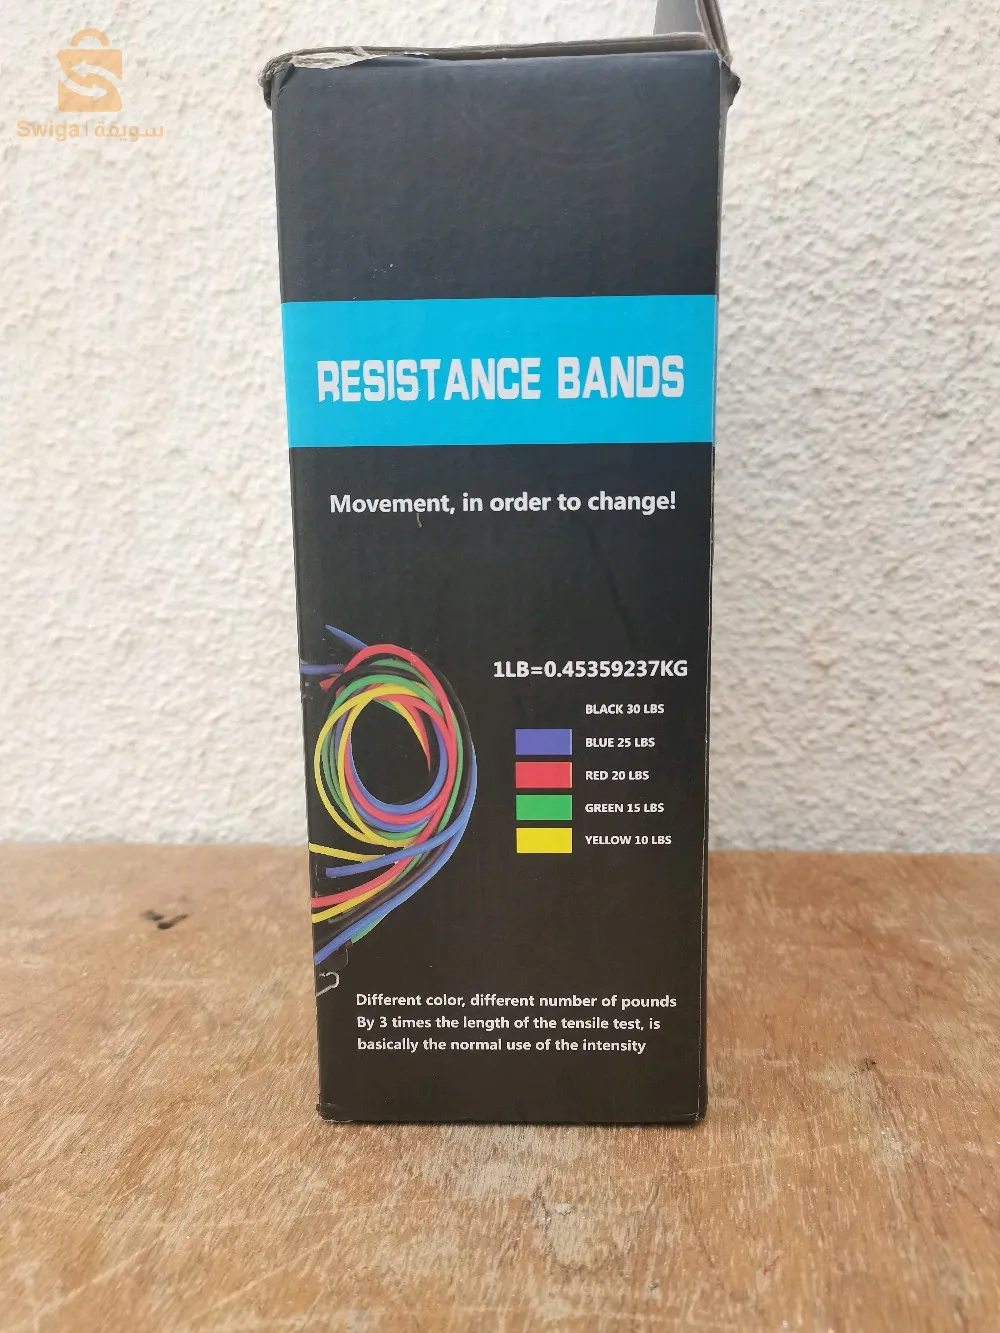 Swiga | سويقة
RESISTANCE BANDS
Movement, in order to change!
1LB=0.45359237KG
BLACK 30 LBS
BLUE 25 LBS
RED 20 LBS
GREEN 15 LBS
YELLOW 10 LBS
Different color, different number of pounds
By 3 times the length of the tensile test, is
basically the normal use of the intensity